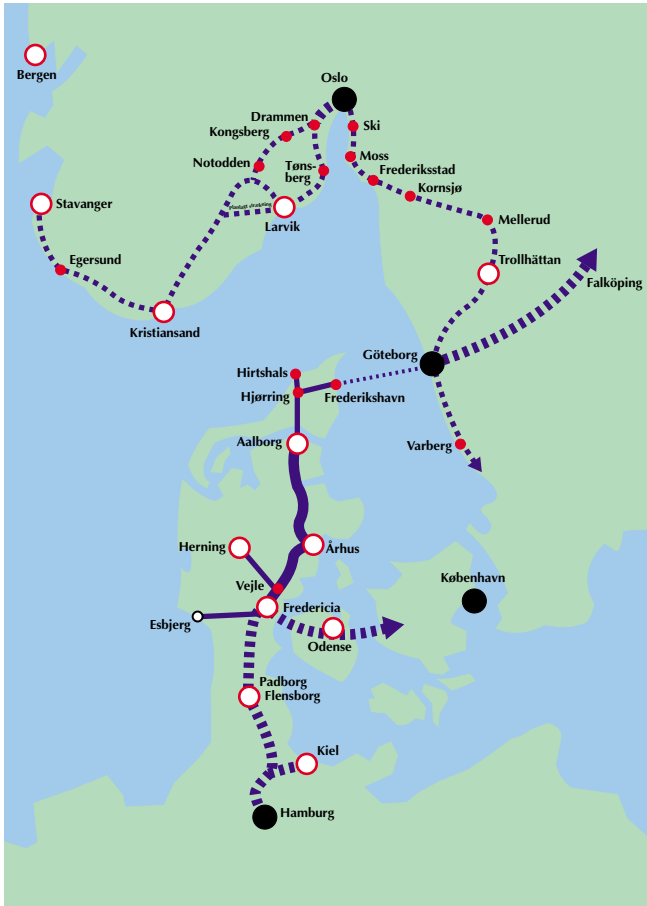 Oslo
Bergen
Drammen
Kongsberg
Ski
Notodden
Tøns-
berg
Moss
Frederiksstad
Kornsjø
Stavanger
Larvik
Mellerud
Egersund
Trollhättan
Falköping
Kristiansand
Göteborg
Hirtshals
Hjørring
Frederikshavn
Aalborg
Varberg
Herning
Århus
Vejle
København
Fredericia
Esbjerg
Odense
Padborg
Flensborg
Kiel
Hamburg